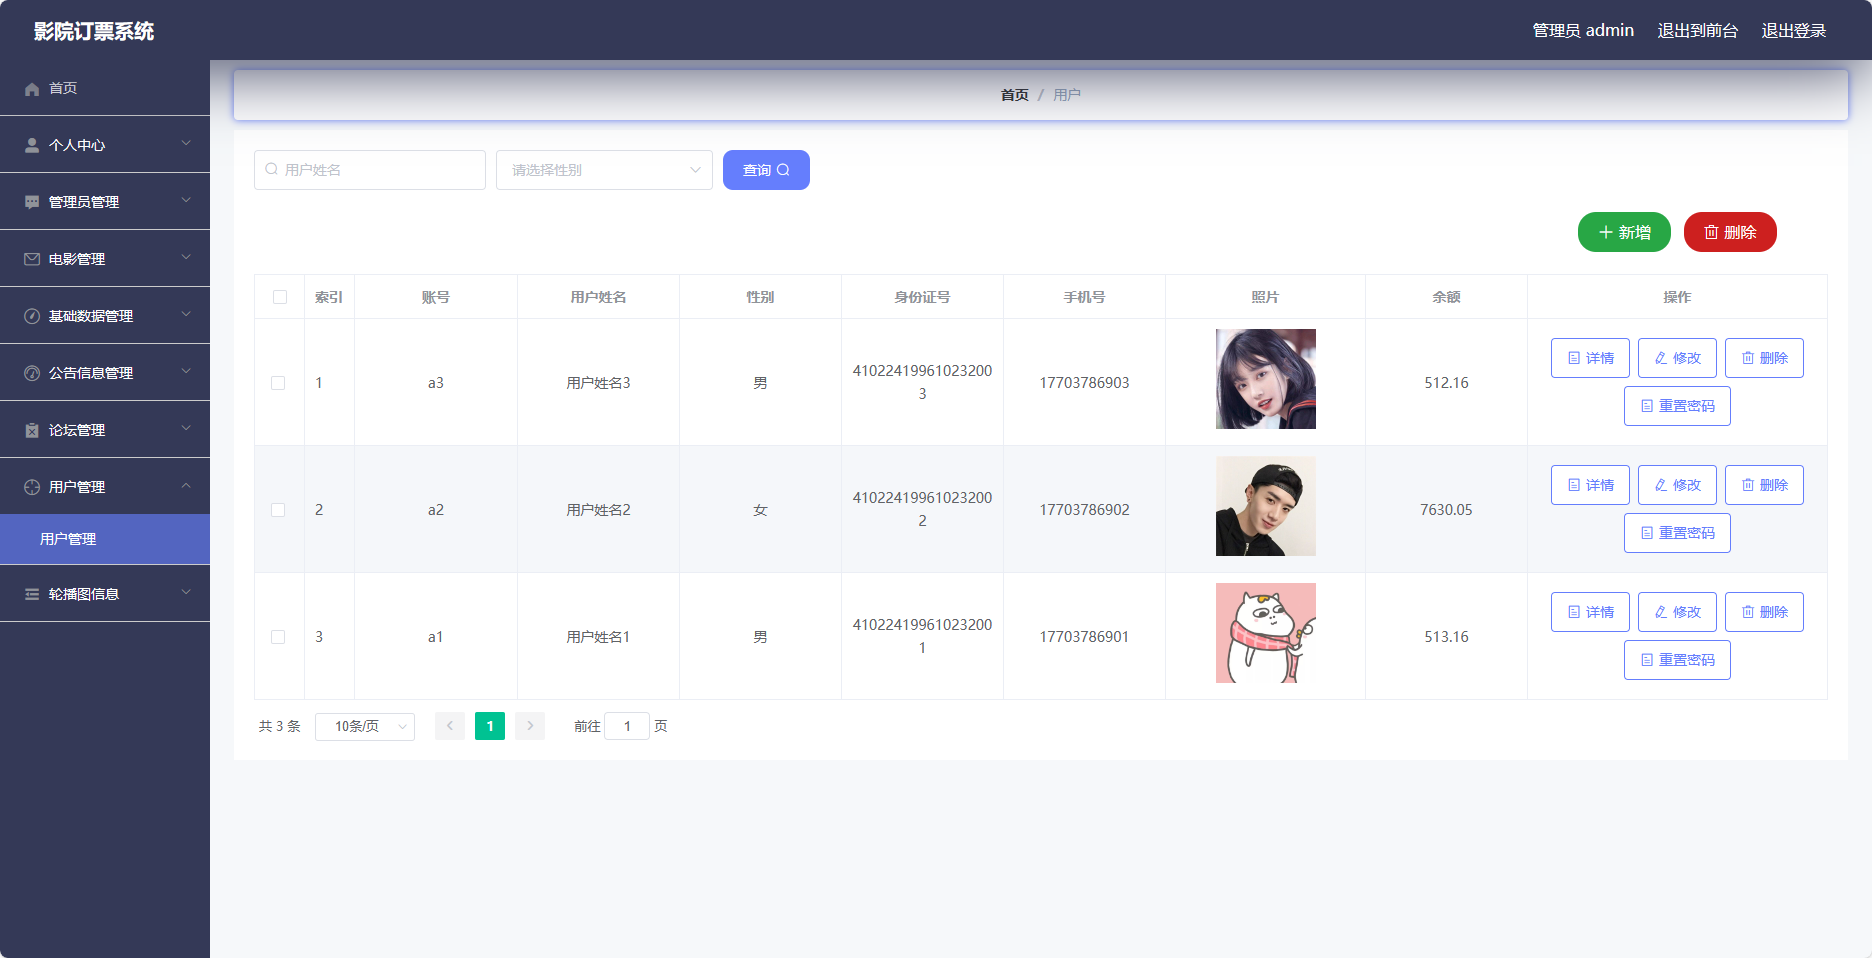 影院订票系统
管理员 admin 退出到前台 退出登录
首页
个人中心
管理员管理
电影管理
基础数据管理
公告信息管理
论坛管理
用户管理
用户管理
轮播图信息
首页 / 用户
用户姓名 请选择性别 查询
新增 删除
索引 账号 用户姓名 性别 身份证号 手机号 照片 余额 操作
1 a3 用户姓名3 男 41022419961023200
3
17703786903 512.16 详情 修改 删除
重置密码
2 a2 用户姓名2 女 41022419961023200
2
17703786902 7630.05 详情 修改 删除
重置密码
3 a1 用户姓名1 男 41022419961023200
1
17703786901 513.16 详情 修改 删除
重置密码
共 3 条 10条/页 1 前往 1 页